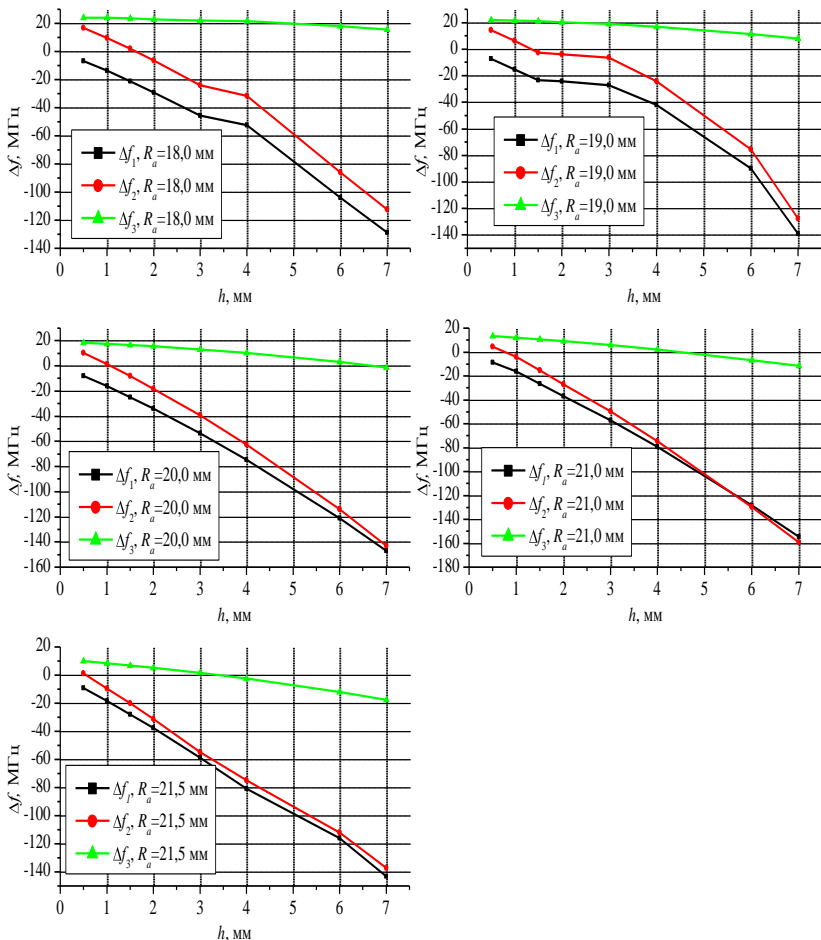 20
0
-20
-40
-60
-80
-100
-120
-140
Δf, МГц
Δf₁, Rₐ=18,0 мм
Δf₂, Rₐ=18,0 мм
Δf₃, Rₐ=18,0 мм
0 1 2 3 4 5 6 7
h, мм
20
0
-20
-40
-60
-80
-100
-120
-140
Δf, МГц
Δf₁, Rₐ=19,0 мм
Δf₂, Rₐ=19,0 мм
Δf₃, Rₐ=19,0 мм
0 1 2 3 4 5 6 7
h, мм
20
0
-20
-40
-60
-80
-100
-120
-140
-160
Δf, МГц
Δf₁, Rₐ=20,0 мм
Δf₂, Rₐ=20,0 мм
Δf₃, Rₐ=20,0 мм
0 1 2 3 4 5 6 7
h, мм
20
0
-20
-40
-60
-80
-100
-120
-140
-160
-180
Δf, МГц
Δf₁, Rₐ=21,0 мм
Δf₂, Rₐ=21,0 мм
Δf₃, Rₐ=21,0 мм
0 1 2 3 4 5 6 7
h, мм
20
0
-20
-40
-60
-80
-100
-120
-140
Δf, МГц
Δf₁, Rₐ=21,5 мм
Δf₂, Rₐ=21,5 мм
Δf₃, Rₐ=21,5 мм
0 1 2 3 4 5 6 7
h, мм